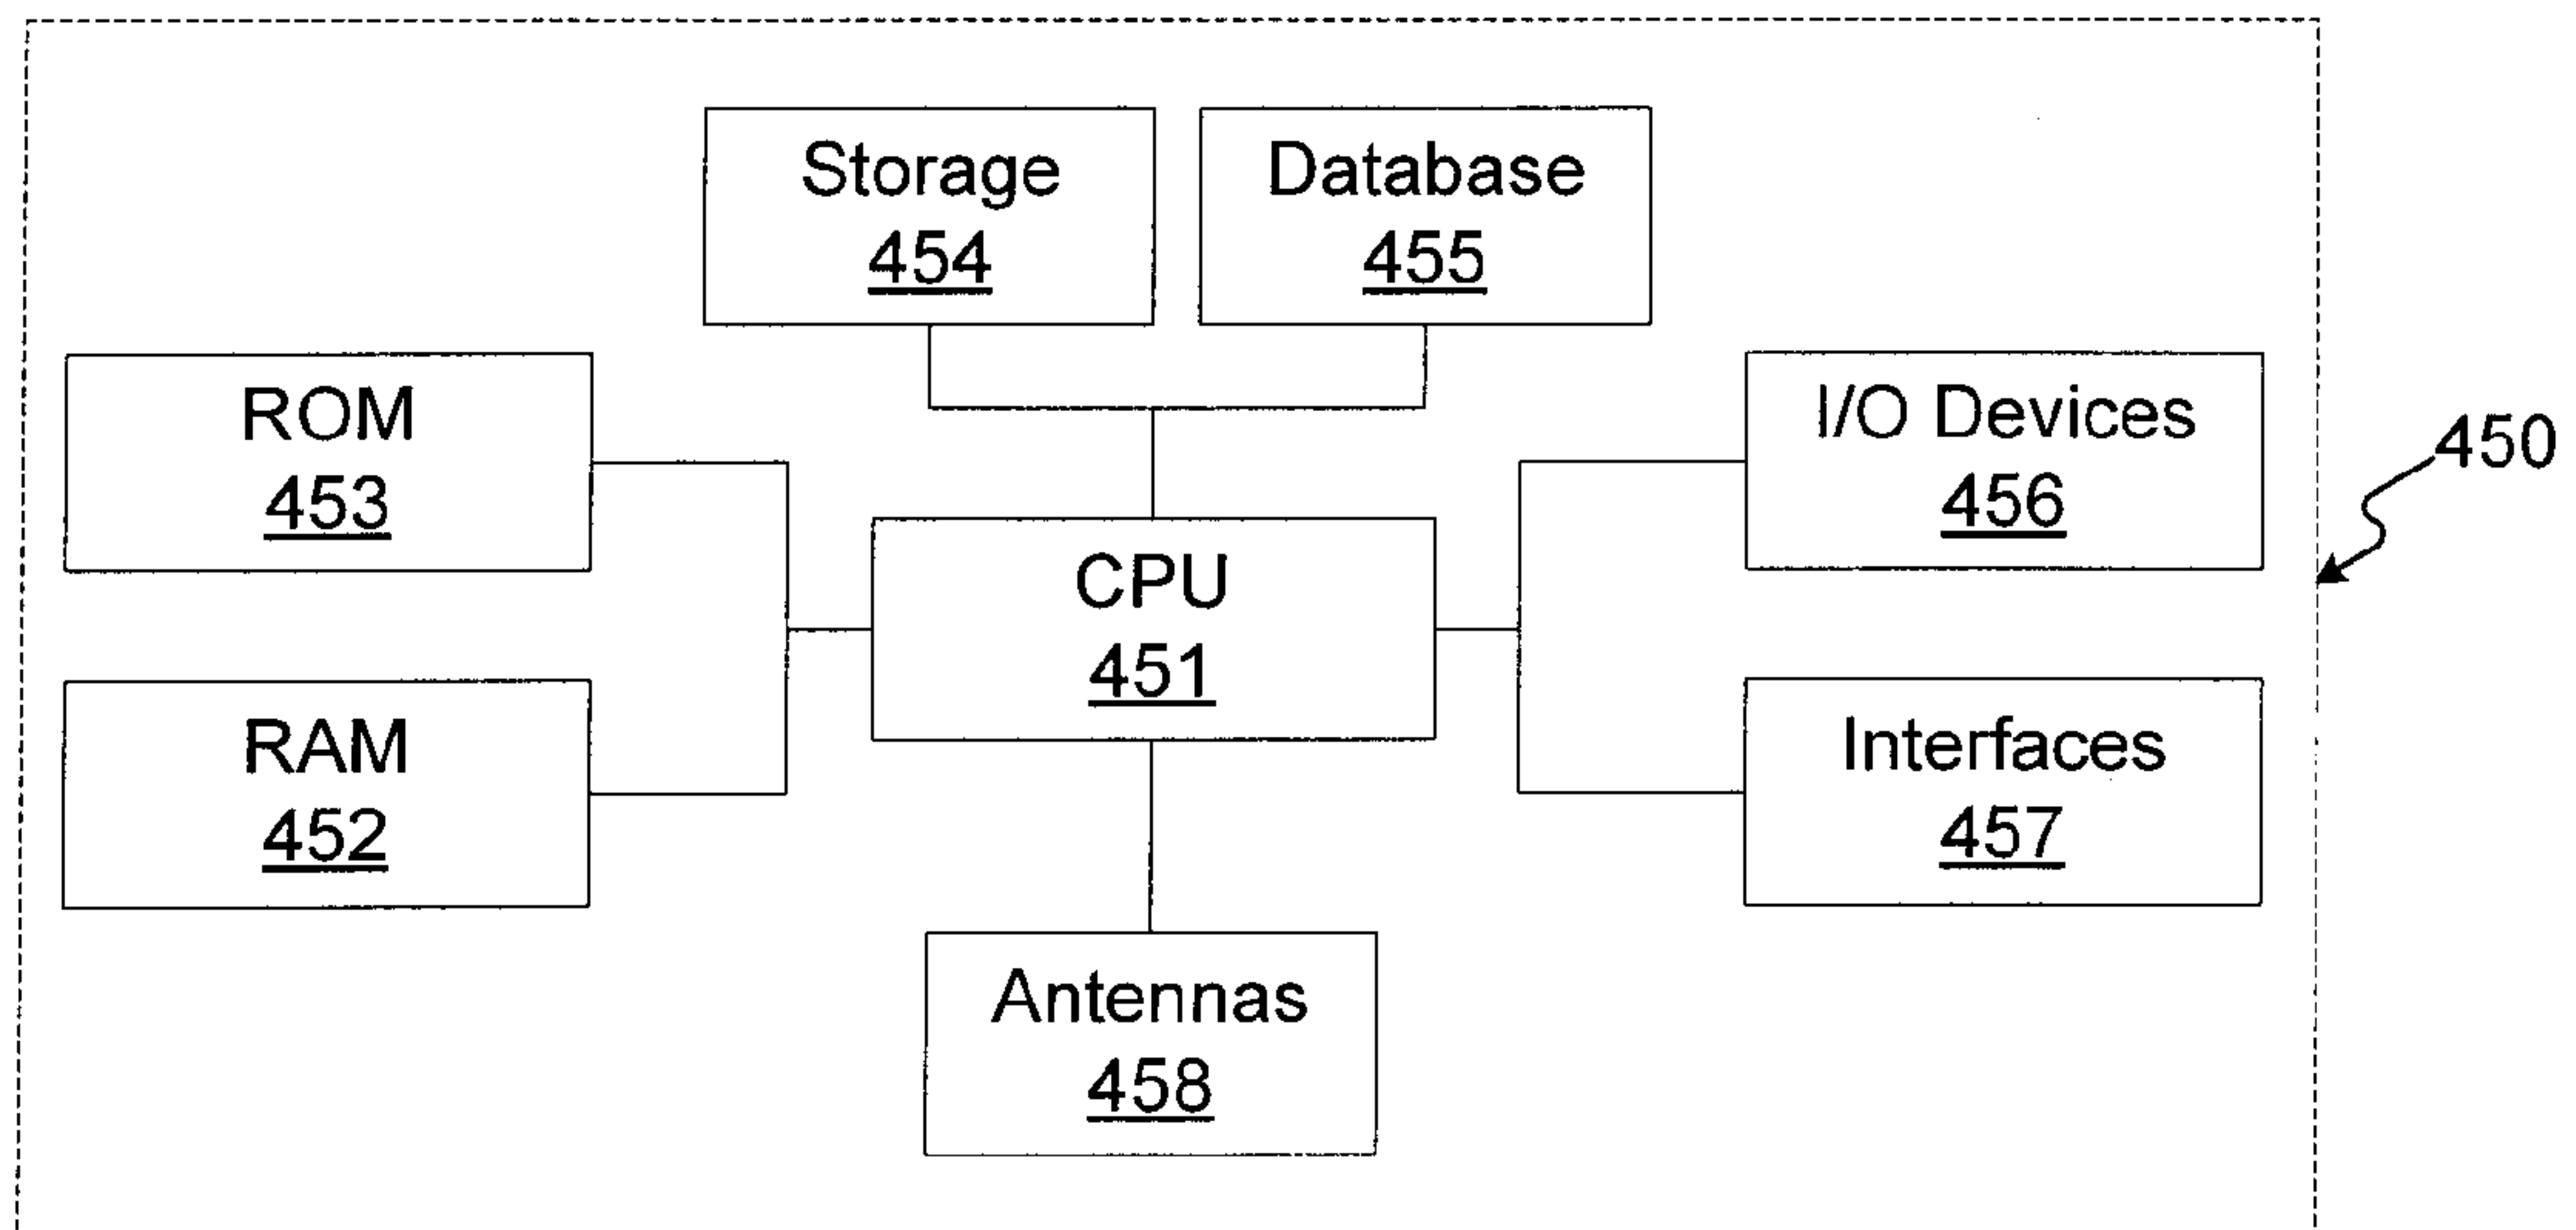 Storage
454
Database
455
ROM
453
I/O Devices
456
450
CPU
451
RAM
452
Interfaces
457
Antennas
458